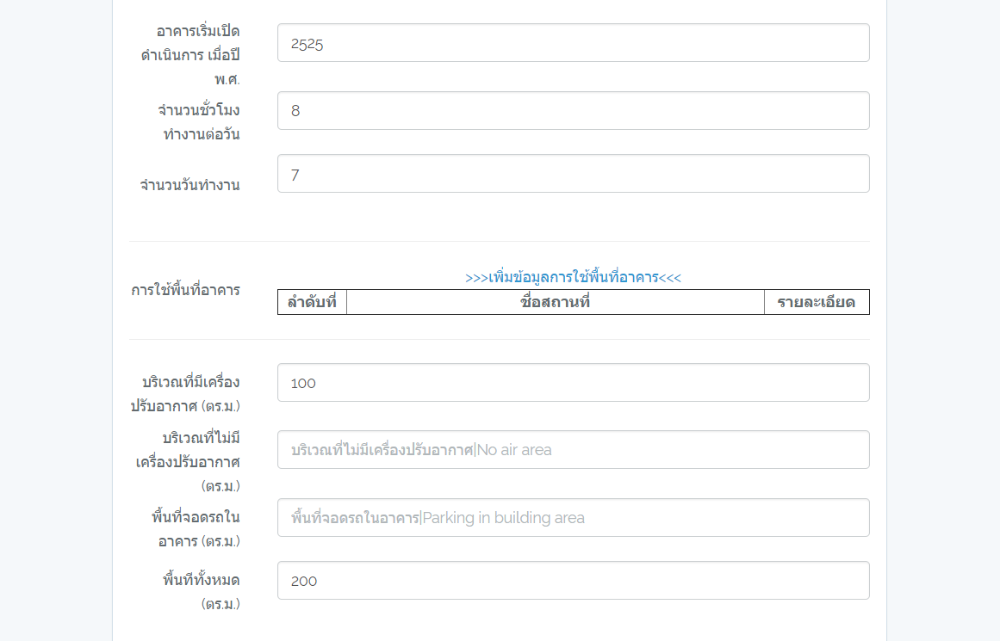 อาคารเริ่มเปิด
ดำเนินการ เมื่อปี
พ.ศ.
2525
จำนวนชั่วโมง
ทำงานต่อวัน
8
จำนวนวันทำงาน
7
การใช้พื้นที่อาคาร
>>>เพิ่มข้อมูลการใช้พื้นที่อาคาร<<<
ลำดับที่ ชื่อสถานที่ รายละเอียด
บริเวณที่มีเครื่อง
ปรับอากาศ (ตร.ม.)
100
บริเวณที่ไม่มี
เครื่องปรับอากาศ
(ตร.ม.)
บริเวณที่ไม่มีเครื่องปรับอากาศ|No air area
พื้นที่จอดรถใน
อาคาร (ตร.ม.)
พื้นที่จอดรถในอาคาร|Parking in building area
พื้นทีทั้งหมด
(ตร.ม.)
200